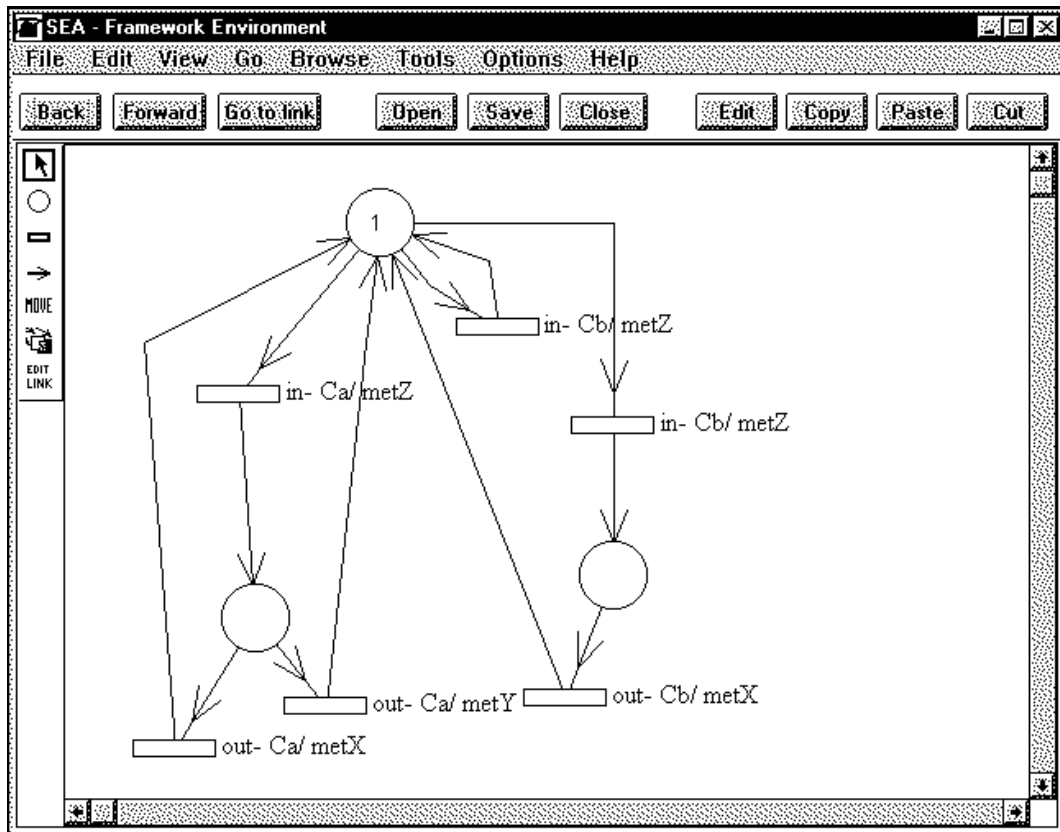 SEA - Framework Environment
File Edit View Go Browse Tools Options Help
Back Forward Go to link Open Save Close Edit Copy Paste Cut
1
MOVE
in- Cb/ metZ
EDIT
LINK
in- Ca/ metZ
in- Cb/ metZ
out- Ca/ metY
out- Cb/ metX
out- Ca/ metX